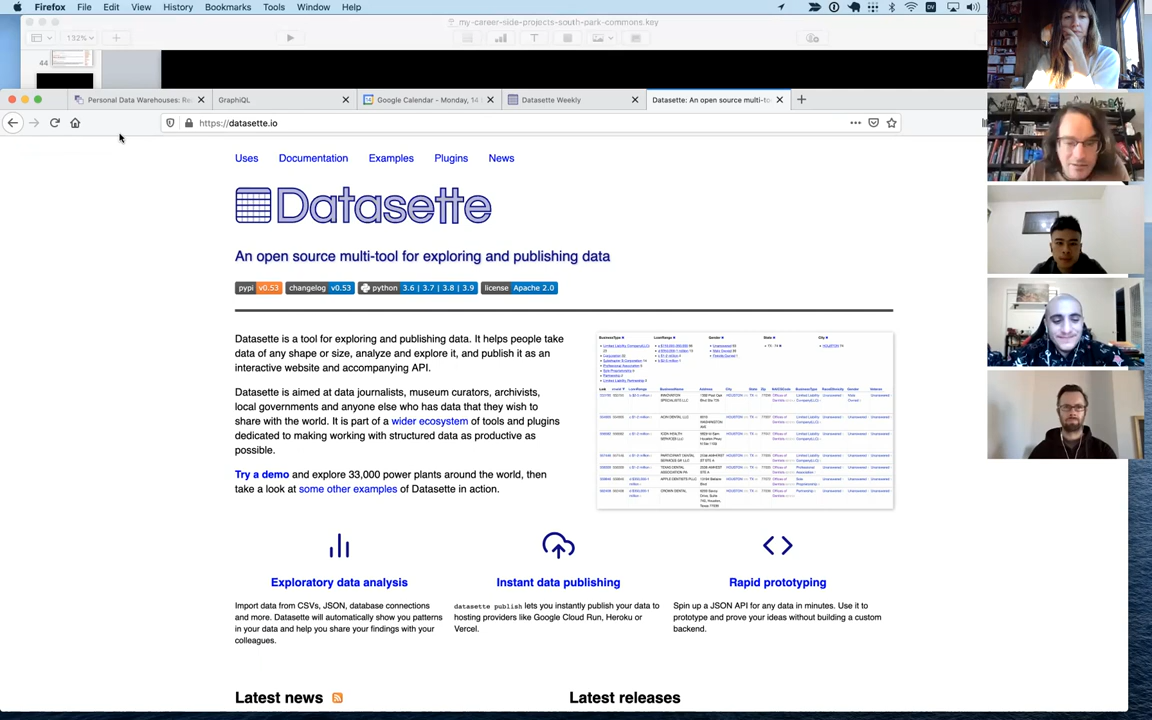 Firefox File Edit View History Bookmarks Tools Window Help
_my-career-side-projects-south-park-commons.key
132%
44
Personal Data Warehouses: Re
GraphiQL
Google Calendar - Monday, 14
Datasette Weekly
Datasette: An open source multi-to
https://datasette.io
Uses Documentation Examples Plugins News
Datasette
An open source multi-tool for exploring and publishing data
pypi v0.53 changelog v0.53 python 3.6 | 3.7 | 3.8 | 3.9 license Apache 2.0
Datasette is a tool for exploring and publishing data. It helps people take
data of any shape or size, analyze and explore it, and publish it as an
interactive website and accompanying API.
Datasette is aimed at data journalists, museum curators, archivists,
local governments and anyone else who has data that they wish to
share with the world. It is part of a wider ecosystem of tools and plugins
dedicated to making working with structured data as productive as
possible.
Try a demo and explore 33,000 power plants around the world, then
take a look at some other examples of Datasette in action.
Exploratory data analysis
Import data from CSVs, JSON, database connections
and more. Datasette will automatically show you patterns
in your data and help you share your findings with your
colleagues.
Instant data publishing
datasette publish lets you instantly publish your data to
hosting providers like Google Cloud Run, Heroku or
Vercel.
Rapid prototyping
Spin up a JSON API for any data in minutes. Use it to
prototype and prove your ideas without building a custom
backend.
Latest news
Latest releases